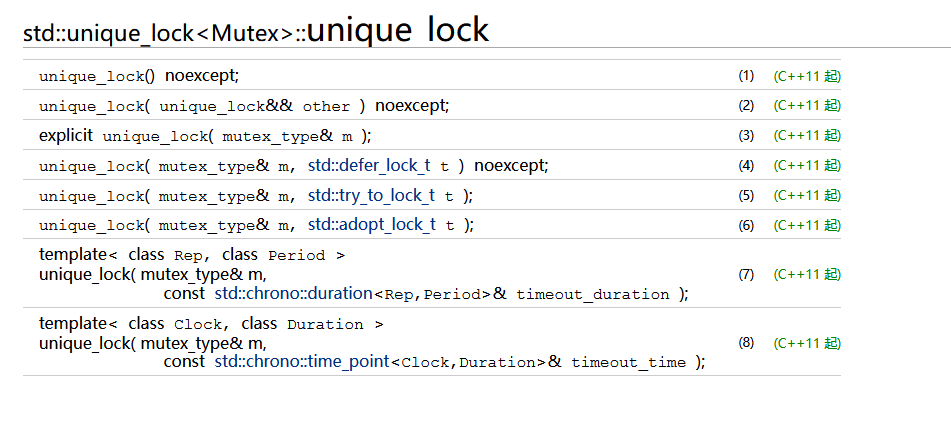 std::unique_lock<Mutex>::unique lock
unique_lock() noexcept; (1) (C++11 起)
unique_lock( unique_lock&& other ) noexcept; (2) (C++11 起)
explicit unique_lock( mutex_type& m ); (3) (C++11 起)
unique_lock( mutex_type& m, std::defer_lock_t t ) noexcept; (4) (C++11 起)
unique_lock( mutex_type& m, std::try_to_lock_t t ); (5) (C++11 起)
unique_lock( mutex_type& m, std::adopt_lock_t t ); (6) (C++11 起)
template< class Rep, class Period >
unique_lock( mutex_type& m, (7) (C++11 起)
const std::chrono::duration<Rep,Period>& timeout_duration );
template< class Clock, class Duration >
unique_lock( mutex_type& m, (8) (C++11 起)
const std::chrono::time_point<Clock,Duration>& timeout_time );